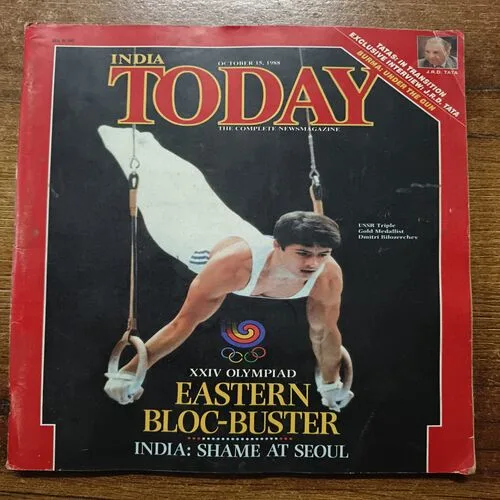 INDIA
OCTOBER 15, 1988
TODAY
THE COMPLETE NEWSMAGAZINE
TATAS: IN TRANSITION
EXCLUSIVE INTERVIEW: J.R.D. TATA
BURMA: UNDER THE GUN
J.R.D. TATA
USSR Triple
Gold Medallist
Dmitri Bilozerchev
XXIV OLYMPIAD
EASTERN
BLOC-BUSTER
INDIA: SHAME AT SEOUL